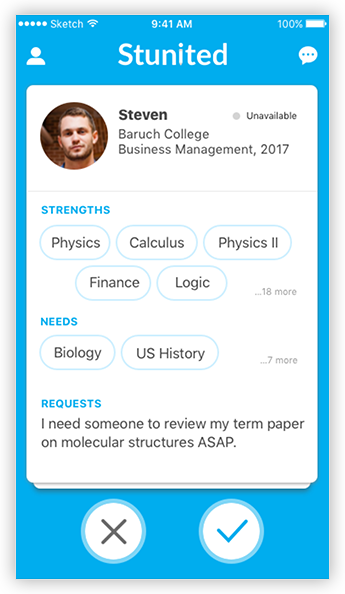 Sketch 9:41 AM 100%
Stunited
Steven
Unavailable
Baruch College
Business Management, 2017
STRENGTHS
Physics Calculus Physics II
Finance Logic
...18 more
NEEDS
Biology US History
...7 more
REQUESTS
I need someone to review my term paper
on molecular structures ASAP.